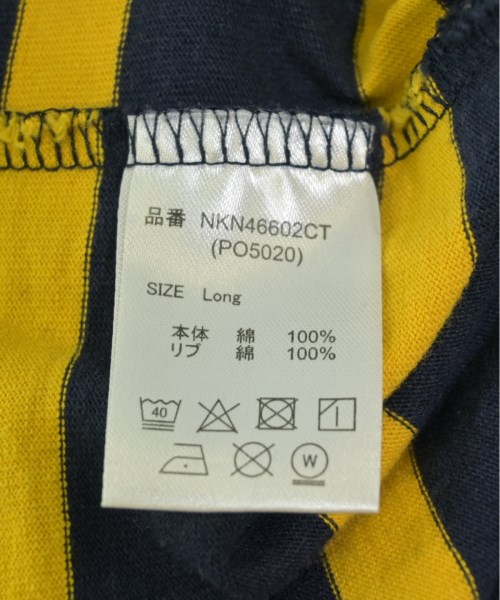 品番 NKN46602CT
(PO5020)
SIZE Long
本体 綿 100%
リブ 綿 100%
40
W